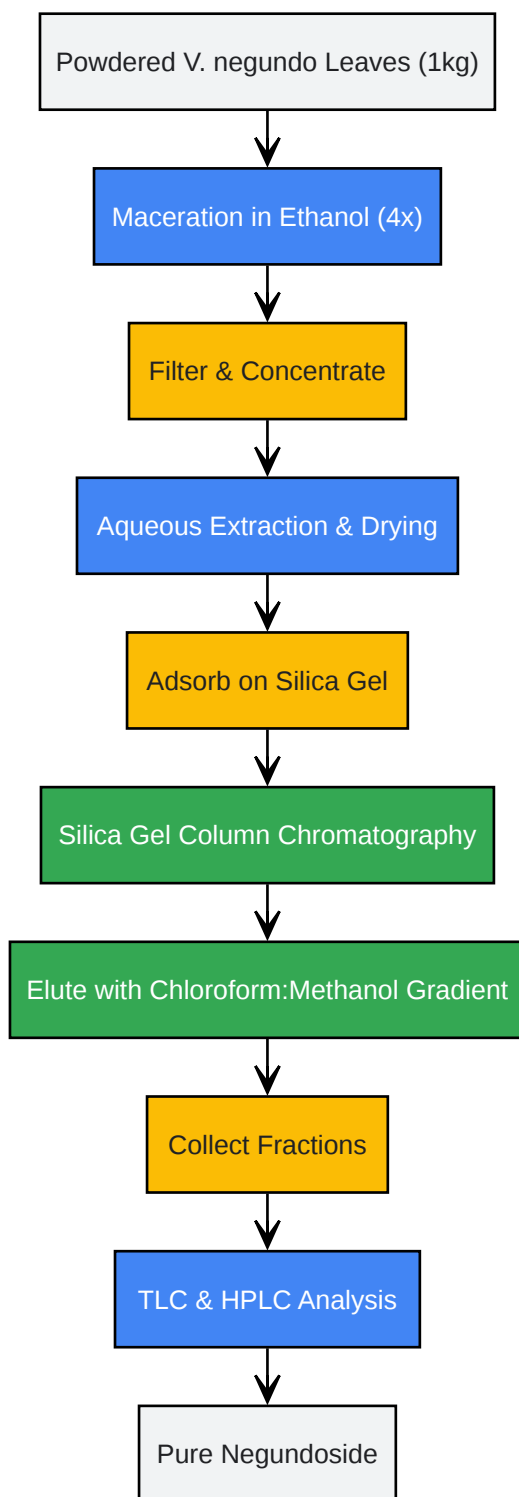 Powdered V. negundo Leaves (1kg)
Maceration in Ethanol (4x)
Filter & Concentrate
Aqueous Extraction & Drying
Adsorb on Silica Gel
Silica Gel Column Chromatography
Elute with Chloroform:Methanol Gradient
Collect Fractions
TLC & HPLC Analysis
Pure Negundoside